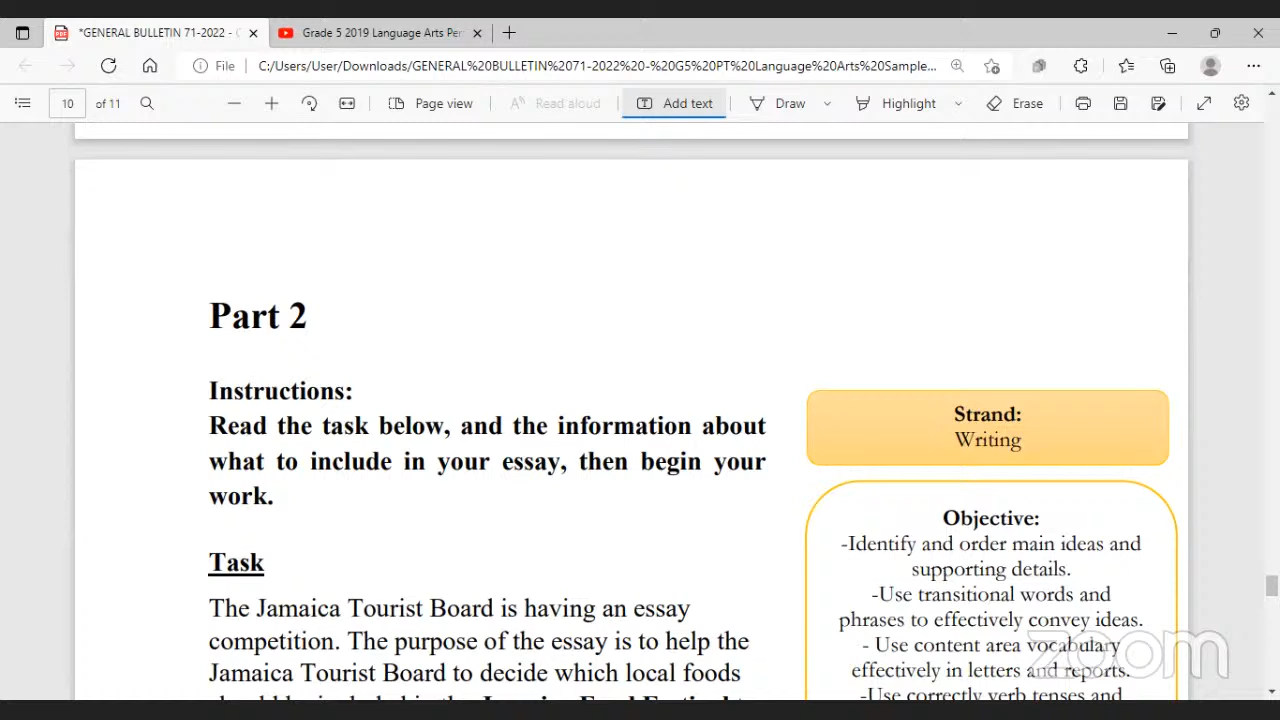 *GENERAL BULLETIN 71-2022 -
Grade 5 2019 Language Arts Per
File
C:/Users/User/Downloads/GENERAL%20BULLETIN%2071-2022%20-%20G5%20PT%20Language%20Arts%20Sample...
10 of 11
Page view
Read aloud
Add text
Draw
Highlight
Erase
Part 2
Instructions:
Read the task below, and the information about
what to include in your essay, then begin your
work.
Task
The Jamaica Tourist Board is having an essay
competition. The purpose of the essay is to help the
Jamaica Tourist Board to decide which local foods
Strand:
Writing
Objective:
-Identify and order main ideas and
supporting details.
-Use transitional words and
phrases to effectively convey ideas.
- Use content area vocabulary
effectively in letters and reports.
-Use correctly verb tenses and
zoom